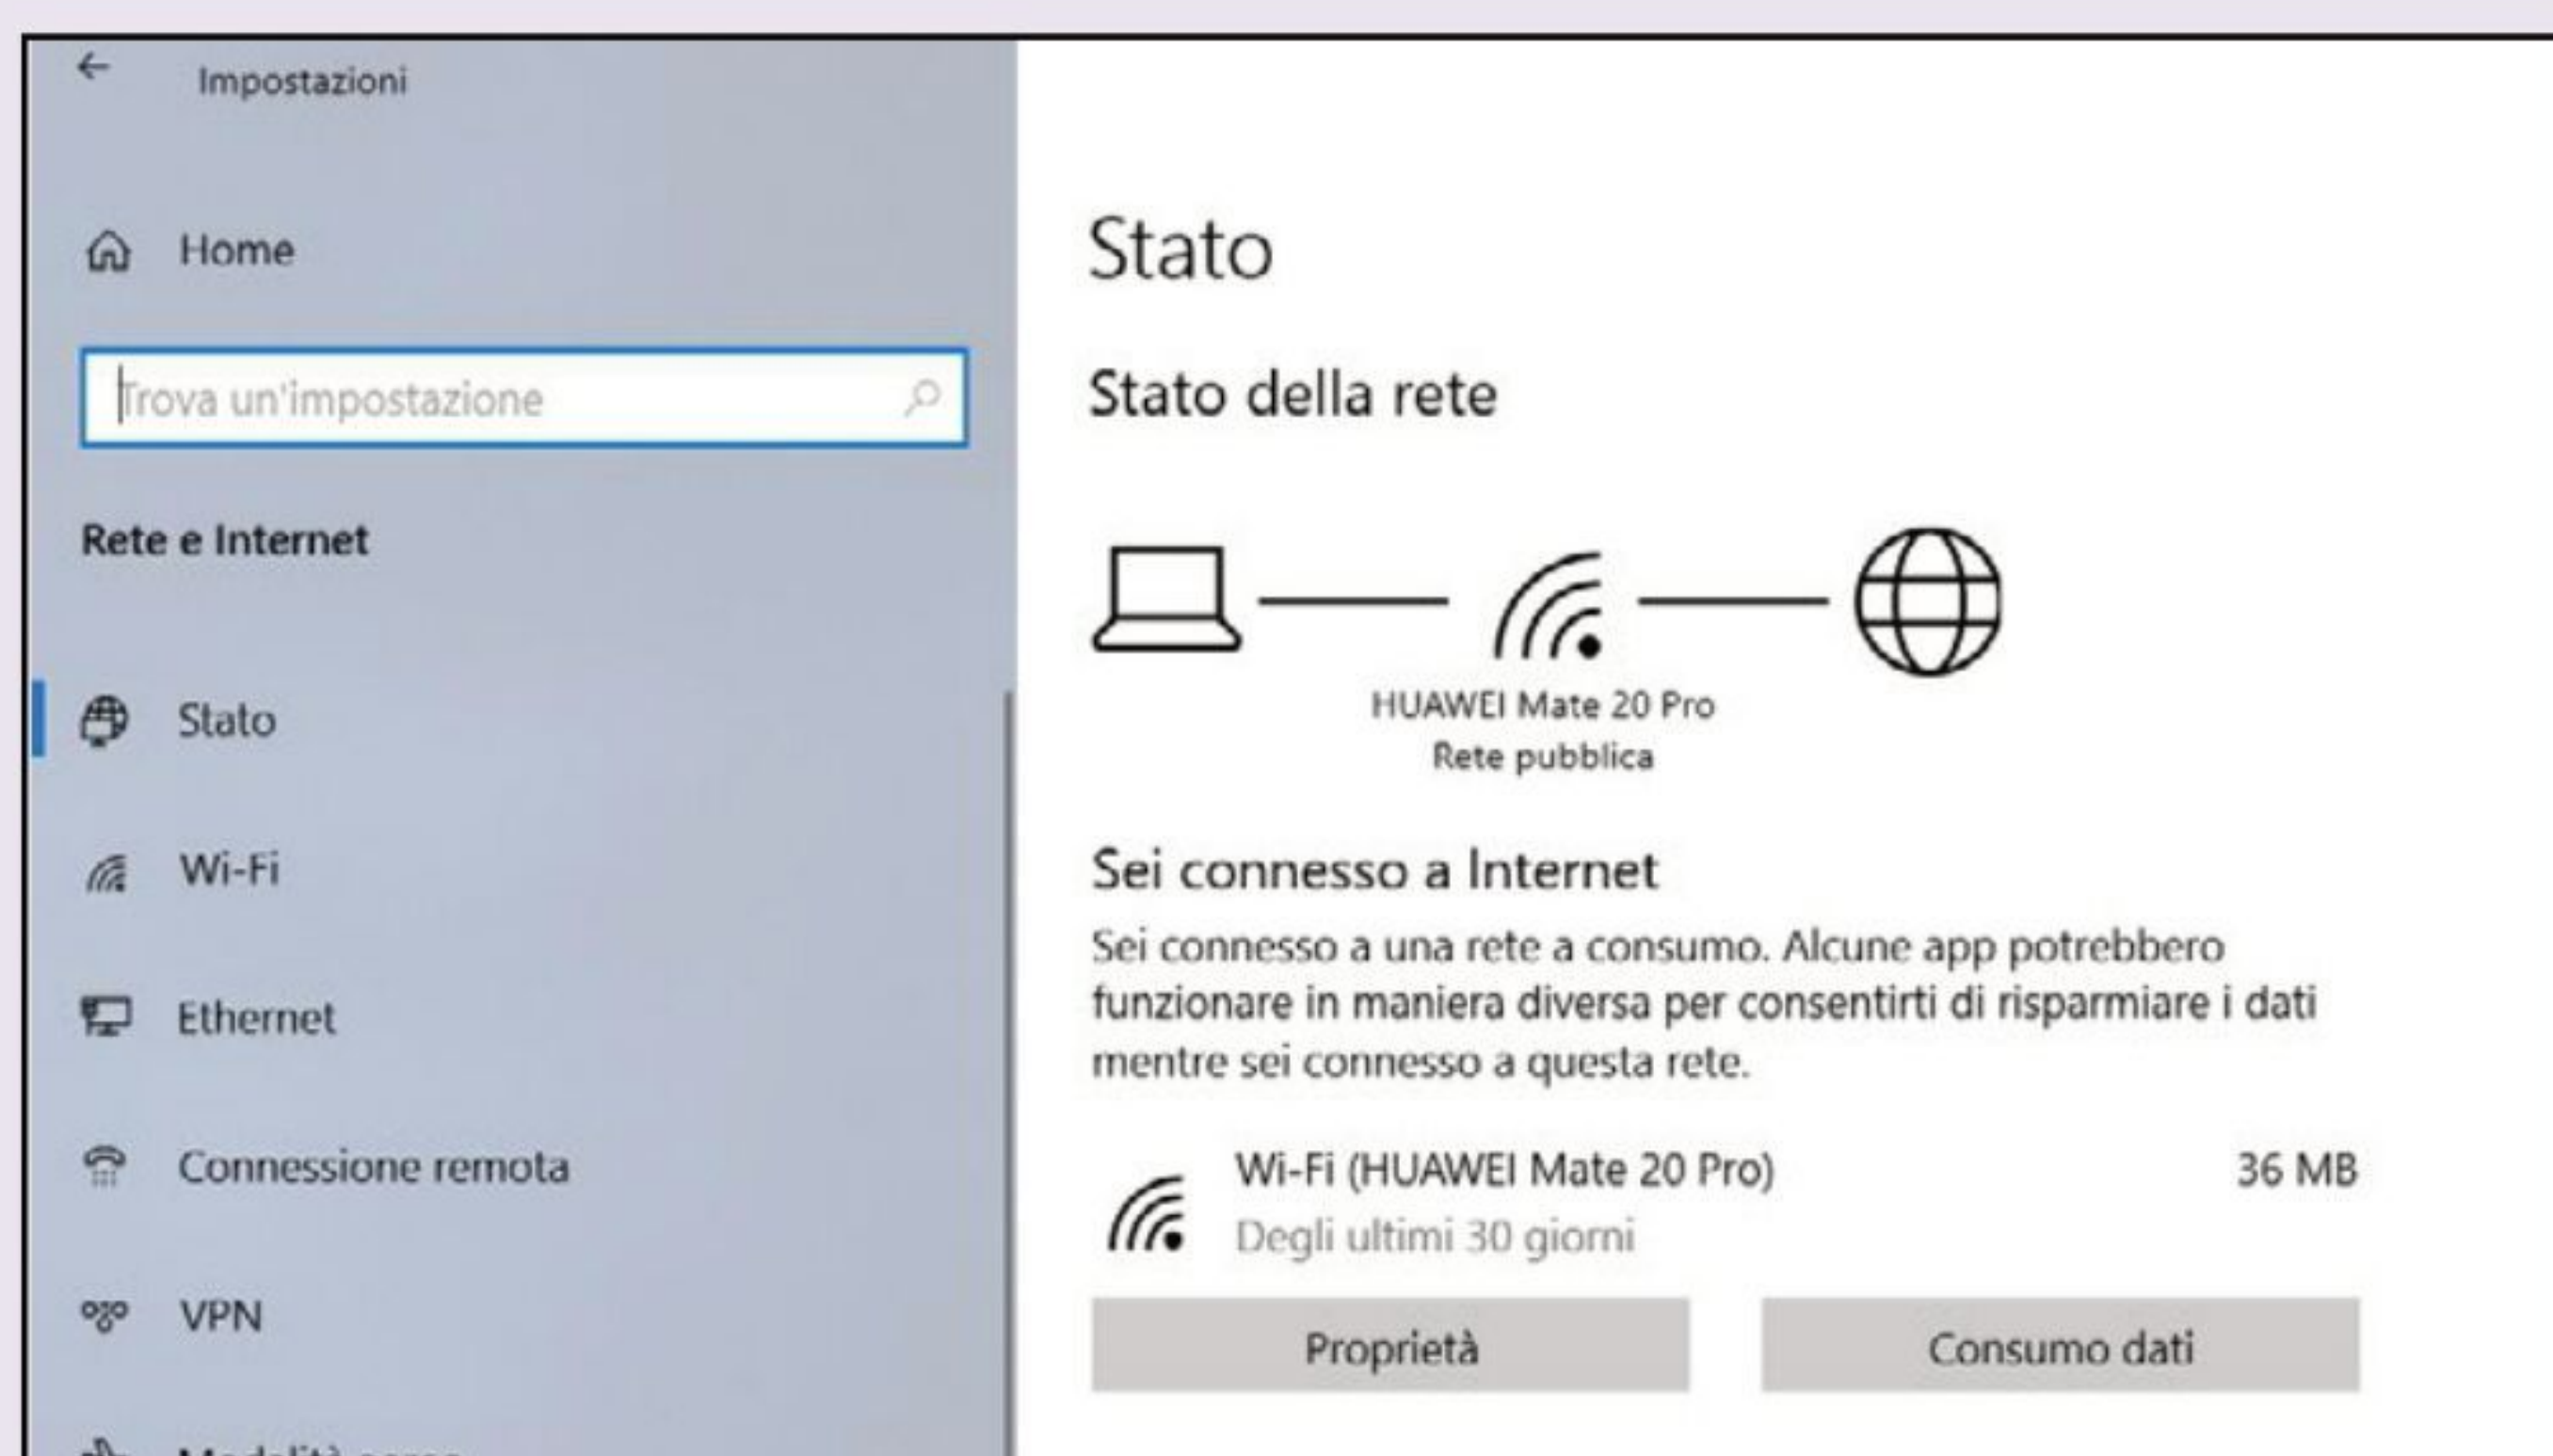 Impostazioni
Home
Trova un'impostazione
Rete e Internet
Stato
Wi-Fi
Ethernet
Connessione remota
VPN
Modalità aereo
Stato
Stato della rete
HUAWEI Mate 20 Pro
Rete pubblica
Sei connesso a Internet
Sei connesso a una rete a consumo. Alcune app potrebbero
funzionare in maniera diversa per consentirti di risparmiare i dati
mentre sei connesso a questa rete.
Wi-Fi (HUAWEI Mate 20 Pro)
36 MB
Degli ultimi 30 giorni
Proprietà
Consumo dati